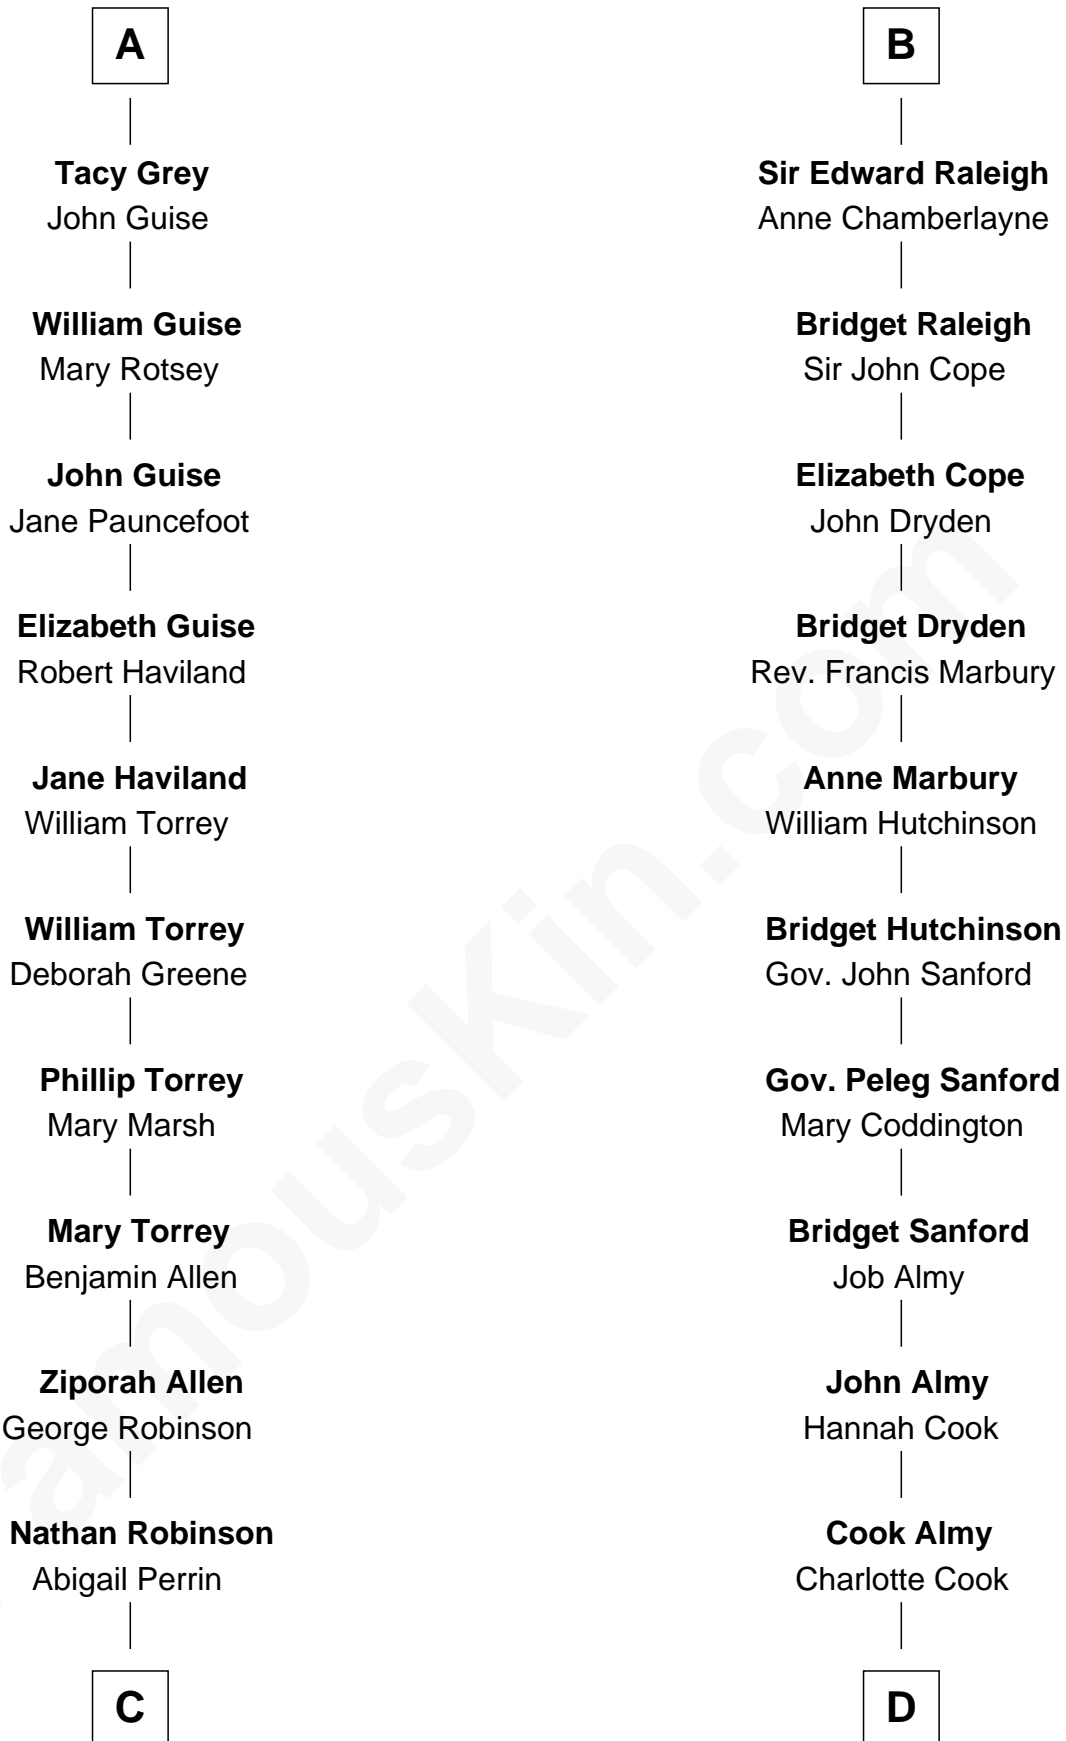 A
Tacy Grey
John Guise
William Guise
Mary Rotsey
John Guise
Jane Pauncefoot
Elizabeth Guise
Robert Haviland
Jane Haviland
William Torrey
William Torrey
Deborah Greene
Phillip Torrey
Mary Marsh
Mary Torrey
Benjamin Allen
Ziporah Allen
George Robinson
Nathan Robinson
Abigail Perrin
C
B
Sir Edward Raleigh
Anne Chamberlayne
Bridget Raleigh
Sir John Cope
Elizabeth Cope
John Dryden
Bridget Dryden
Rev. Francis Marbury
Anne Marbury
William Hutchinson
Bridget Hutchinson
Gov. John Sanford
Gov. Peleg Sanford
Mary Coddington
Bridget Sanford
Job Almy
John Almy
Hannah Cook
Cook Almy
Charlotte Cook
D
amousKin.com